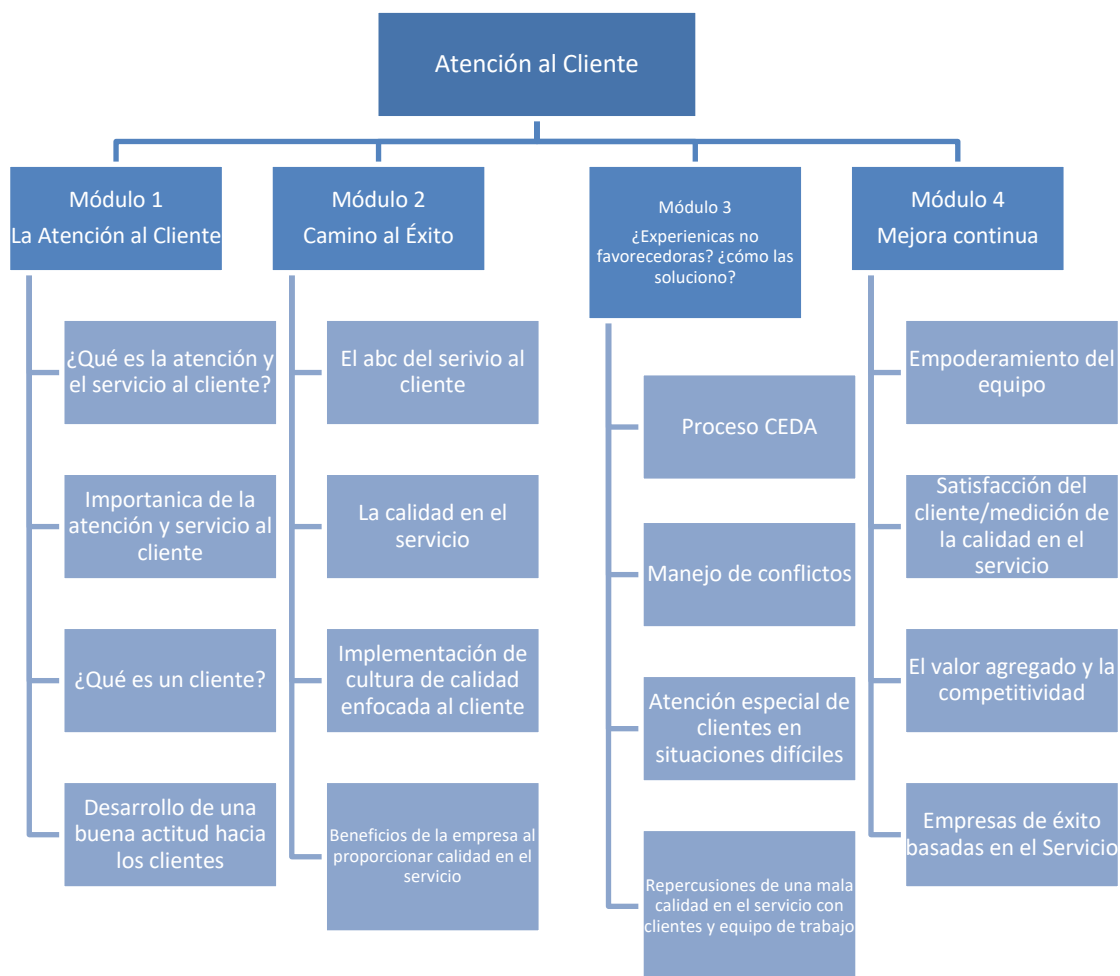 Atención al Cliente
Módulo 1
La Atención al Cliente
¿Qué es la atención y
el servicio al cliente?
Importanica de la
atención y servicio al
cliente
¿Qué es un cliente?
Desarrollo de una
buena actitud hacia
los clientes
Módulo 2
Camino al Éxito
El abc del serivio al
cliente
La calidad en el
servicio
Implementación de
cultura de calidad
enfocada al cliente
Beneficios de la empresa al
proporcionar calidad en el
servicio
Módulo 3
¿Experienicas no
favorecedoras? ¿cómo las
soluciono?
Proceso CEDA
Manejo de conflictos
Atención especial de
clientes en
situaciones difíciles
Repercusiones de una mala
calidad en el servicio con
clientes y equipo de trabajo
Módulo 4
Mejora continua
Empoderamiento del
equipo
Satisfacción del
cliente/medición de
la calidad en el
servicio
El valor agregado y la
competitividad
Empresas de éxito
basadas en el Servicio